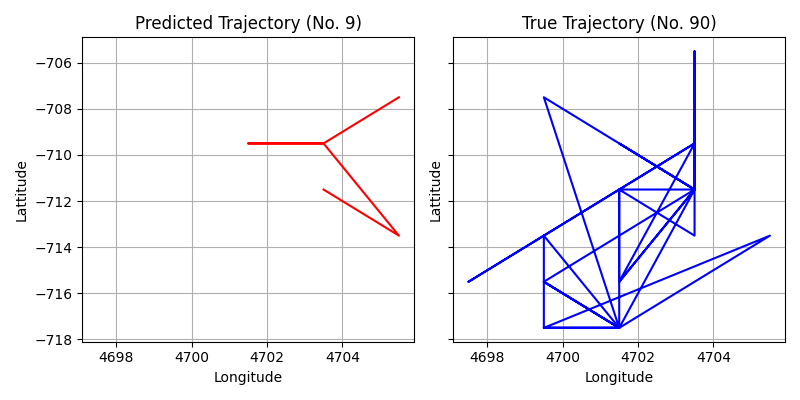 Predicted Trajectory (No. 9)
True Trajectory (No. 90)
−706
−708
−710
−712
−714
−716
−718
Lattitude
Lattitude
4698
4700
4702
4704
4698
4700
4702
4704
Longitude
Longitude